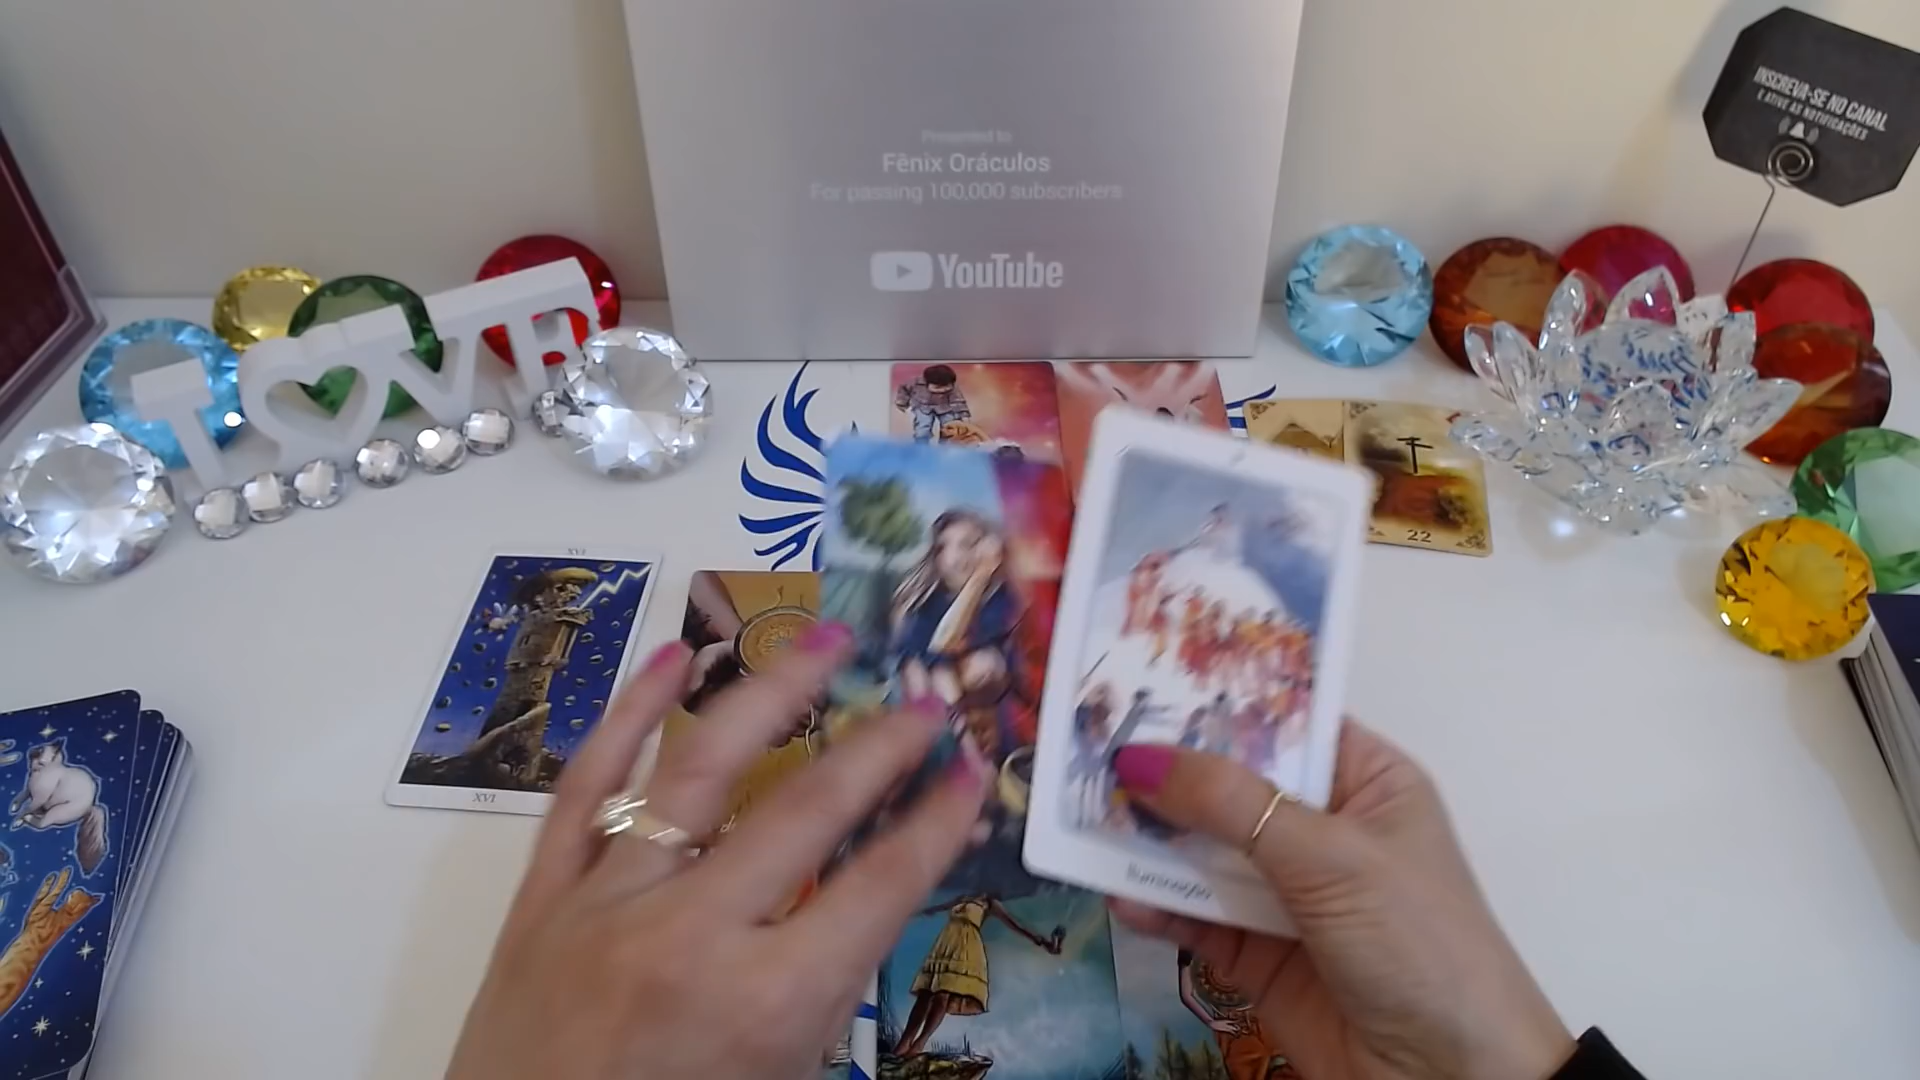 Presented to
Fênix Oráculos
For passing 100,000 subscribers
YouTube
INSCREVA-SE NO CANAL
E ATIVE AS NOTIFICAÇÕES
LOVE
22
XVI
XVI
Iluminação